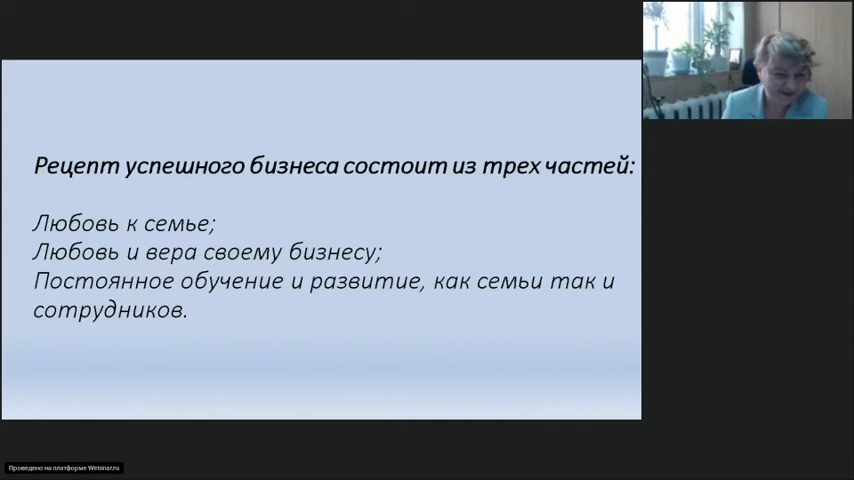 Рецепт успешного бизнеса состоит из трех частей:
Любовь к семье;
Любовь и вера своему бизнесу;
Постоянное обучение и развитие, как семьи так и
сотрудников.
Проведено на платформе Webinar.ru